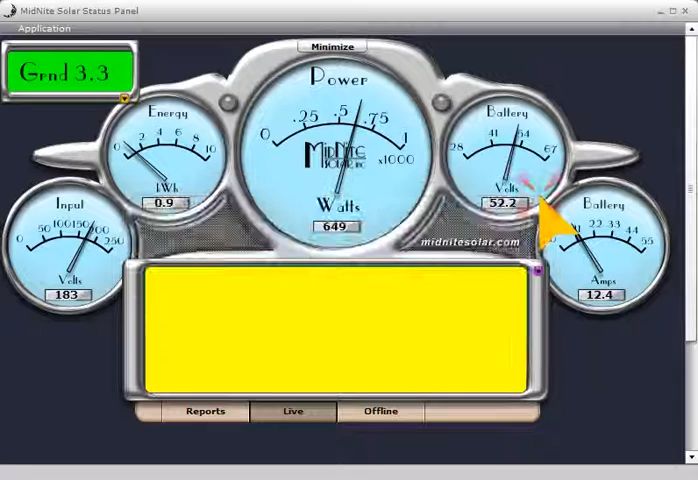 MidNite Solar Status Panel
Application
Minimize
Grnd 3.3
Power
0 .25 .5 .75 1
x1000
MidNite
SOLAR INC
Watts
649
Energy
0 2 4 6 8 10
kWh
0.9
Battery
28 41 54 67
Volts
52.2
Input
0 50 100 150 200 250
Volts
183
22 33 44 55
Amps
12.4
midnitesolar.com
Reports Live Offline